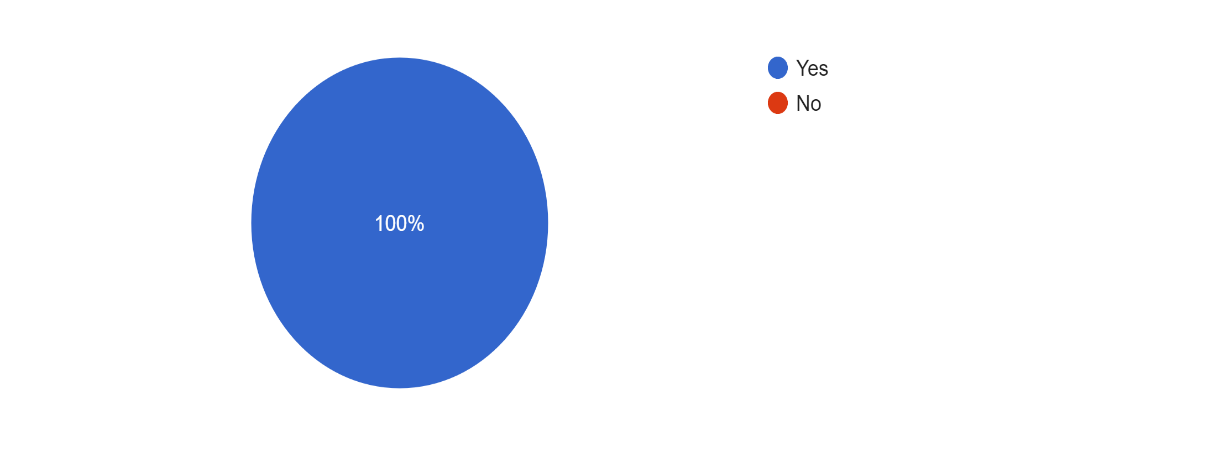 Yes
No
100%